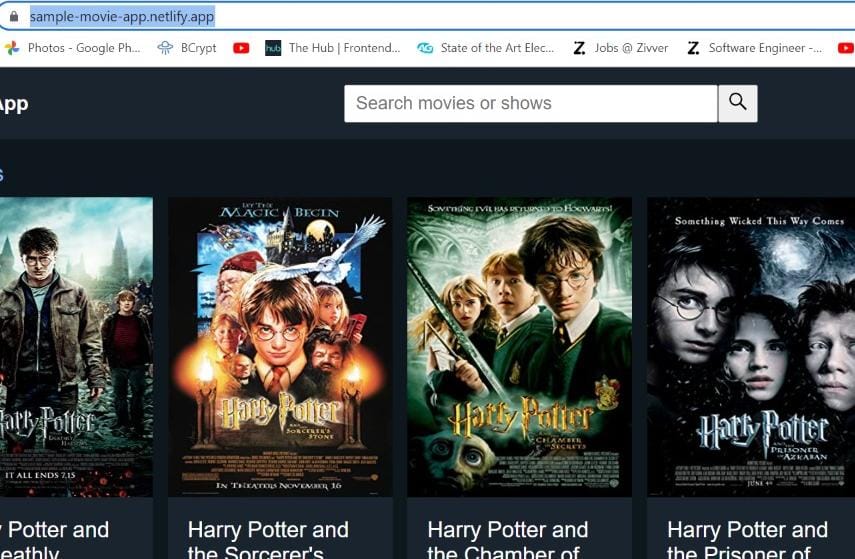 sample-movie-app.netlify.app
Photos - Google Ph... BCrypt hub The Hub | Frontend... AG State of the Art Elec... Z. Jobs @ Zivver Z. Software Engineer -...
App
Search movies or shows
s
Harry Potter
DEATHLY
IT ALL ENDS 7.15
LET THE
MAGIC BEGIN
Harry Potter
AND THE
SORCERER'S
STONE
IN THEATERS NOVEMBER 16
SOMETHING EVIL HAS RETURNED TO HOGWARTS!
Harry Potter
CHAMBER
OF SECRETS
Something Wicked This Way Comes
Harry Potter
AND THE
PRISONER
OF AZKABAN
JUNE 4
y Potter and
eathly
Harry Potter and
the Sorcerer's
Harry Potter and
the Chamber of
Harry Potter and
the Prisoner of